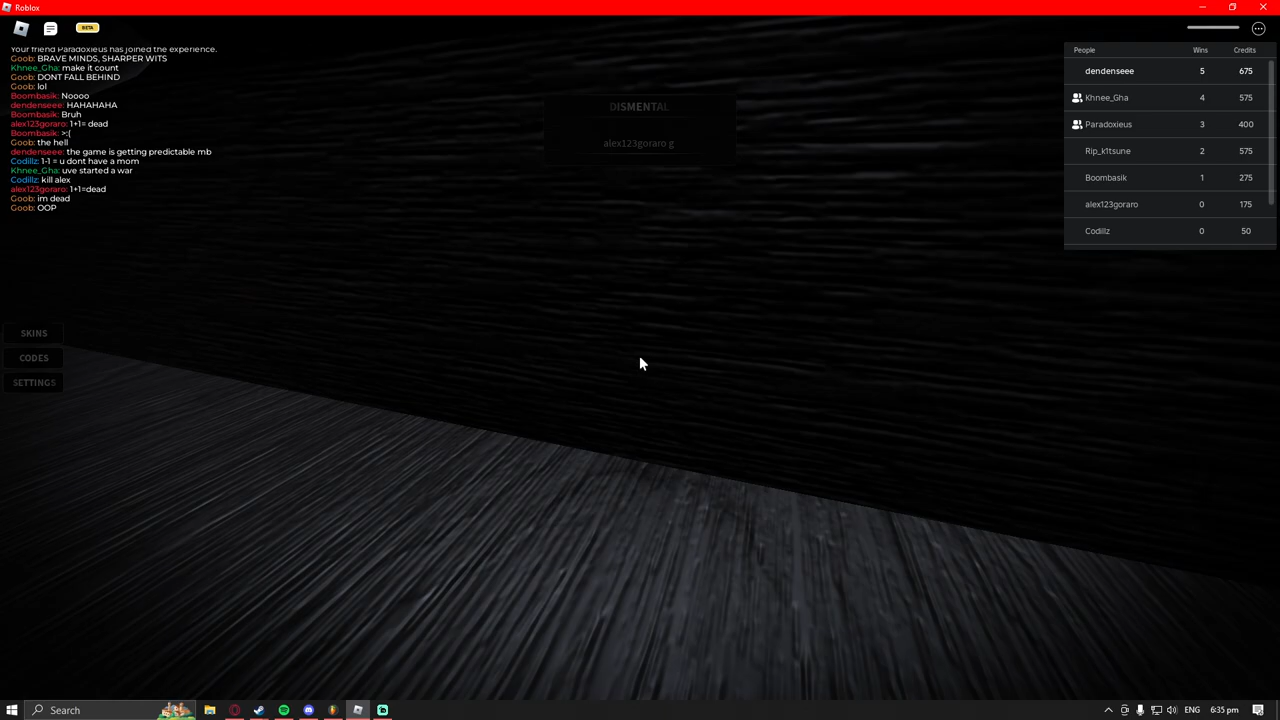 Roblox
BETA
Your friend Paradoxieus has joined the experience.
Goob: BRAVE MINDS, SHARPER WITS
Khnee_Gha: make it count
Goob: DONT FALL BEHIND
Goob: lol
Boombasik: Noooo
dendenseee: HAHAHAHA
Boombasik: Bruh
alex123goraro: 1+1= dead
Boombasik: >:(
Goob: the hell
dendenseee: the game is getting predictable mb
Codillz: 1-1 = u dont have a mom
Khnee_Gha: uve started a war
Codillz: kill alex
alex123goraro: 1+1=dead
Goob: im dead
Goob: OOP
DISMENTAL
alex123goraro g
People Wins Credits
dendenseee 5 675
Khnee_Gha 4 575
Paradoxieus 3 400
Rip_k1tsune 2 575
Boombasik 1 275
alex123goraro 0 175
Codillz 0 50
SKINS
CODES
SETTINGS
Search
ENG 6:35 pm